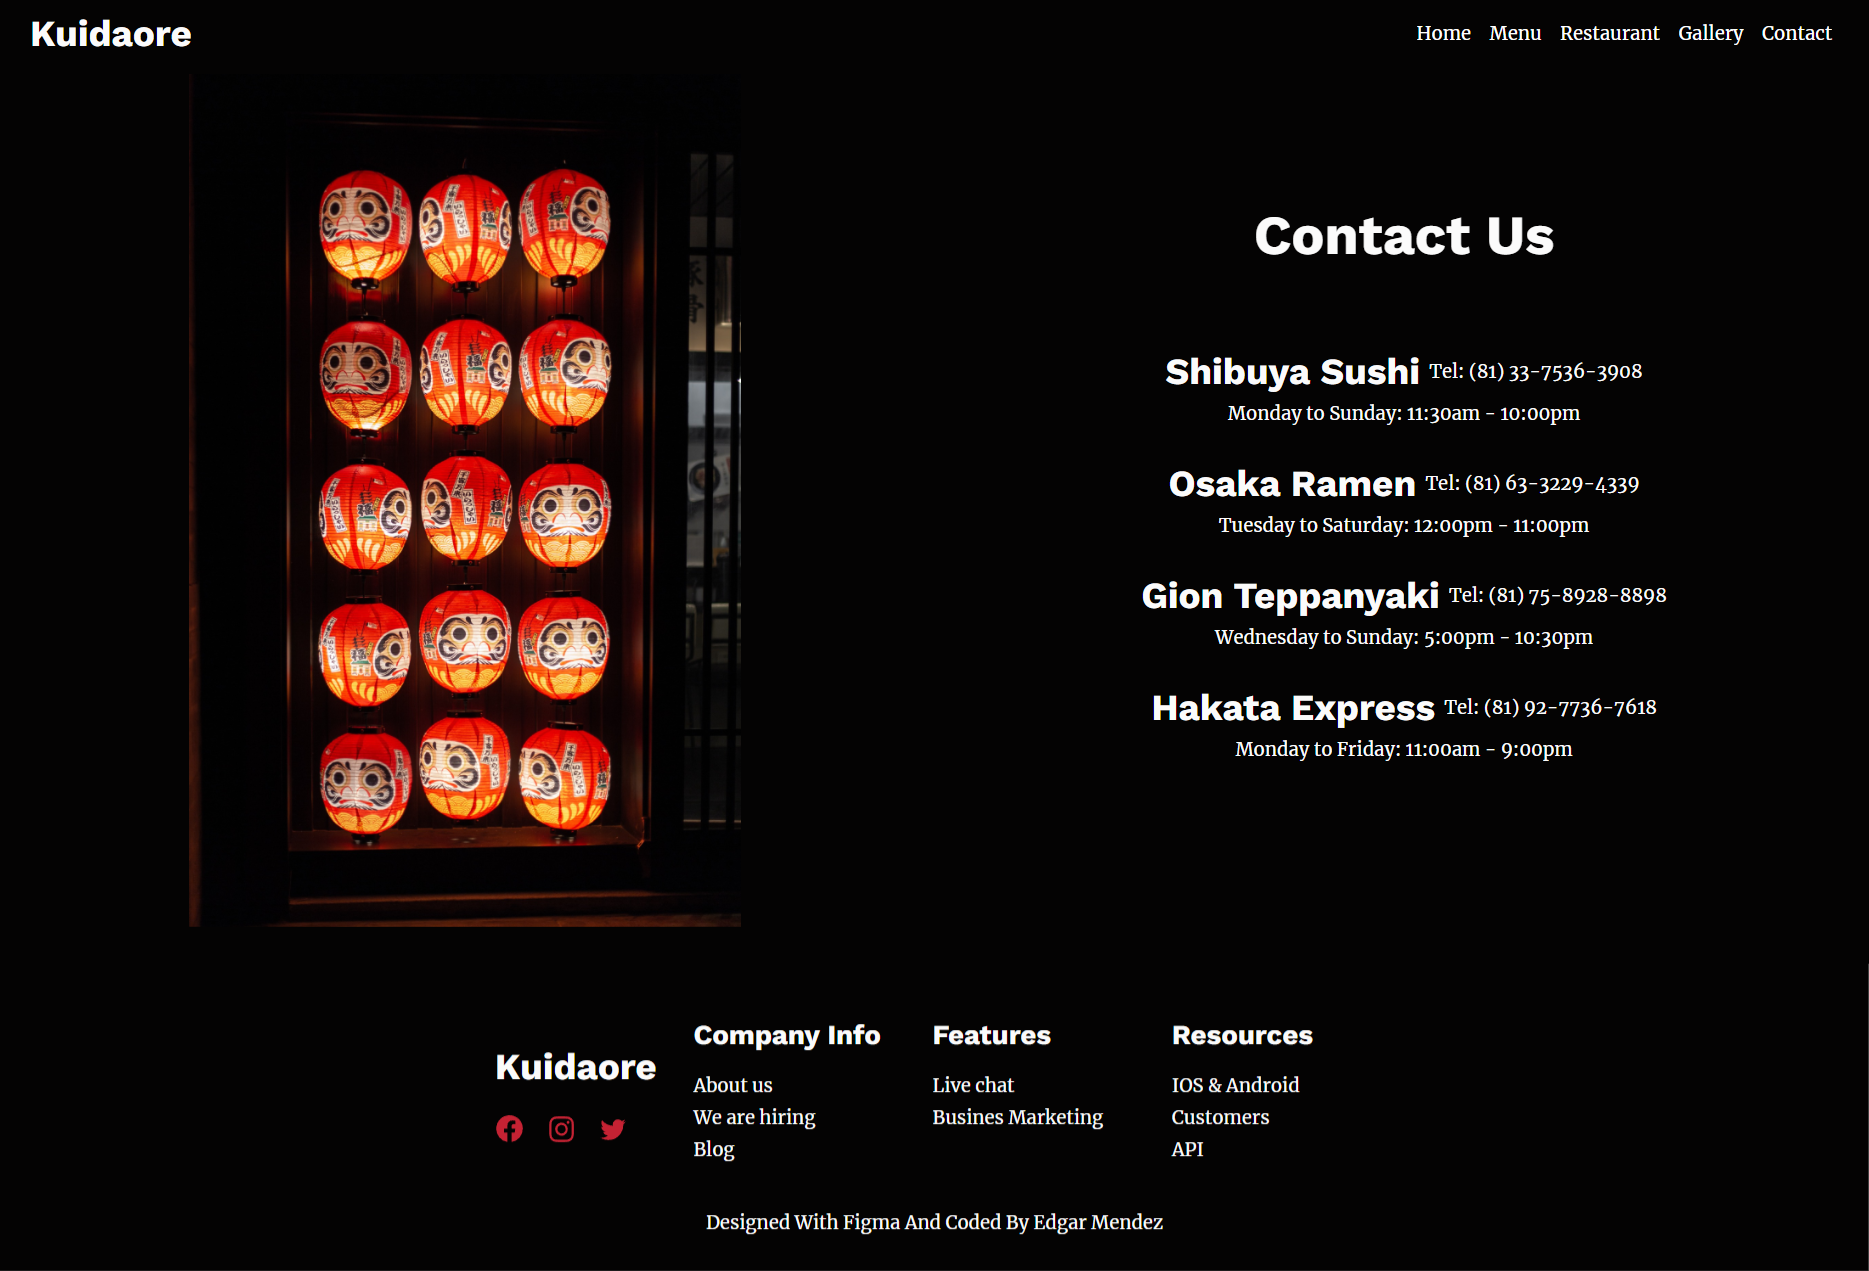 Kuidaore
Home Menu Restaurant Gallery Contact
Contact Us
Shibuya Sushi Tel: (81) 33-7536-3908
Monday to Sunday: 11:30am - 10:00pm
Osaka Ramen Tel: (81) 63-3229-4339
Tuesday to Saturday: 12:00pm - 11:00pm
Gion Teppanyaki Tel: (81) 75-8928-8898
Wednesday to Sunday: 5:00pm - 10:30pm
Hakata Express Tel: (81) 92-7736-7618
Monday to Friday: 11:00am - 9:00pm
Kuidaore
Company Info
About us
We are hiring
Blog
Features
Live chat
Busines Marketing
Resources
IOS & Android
Customers
API
Designed With Figma And Coded By Edgar Mendez